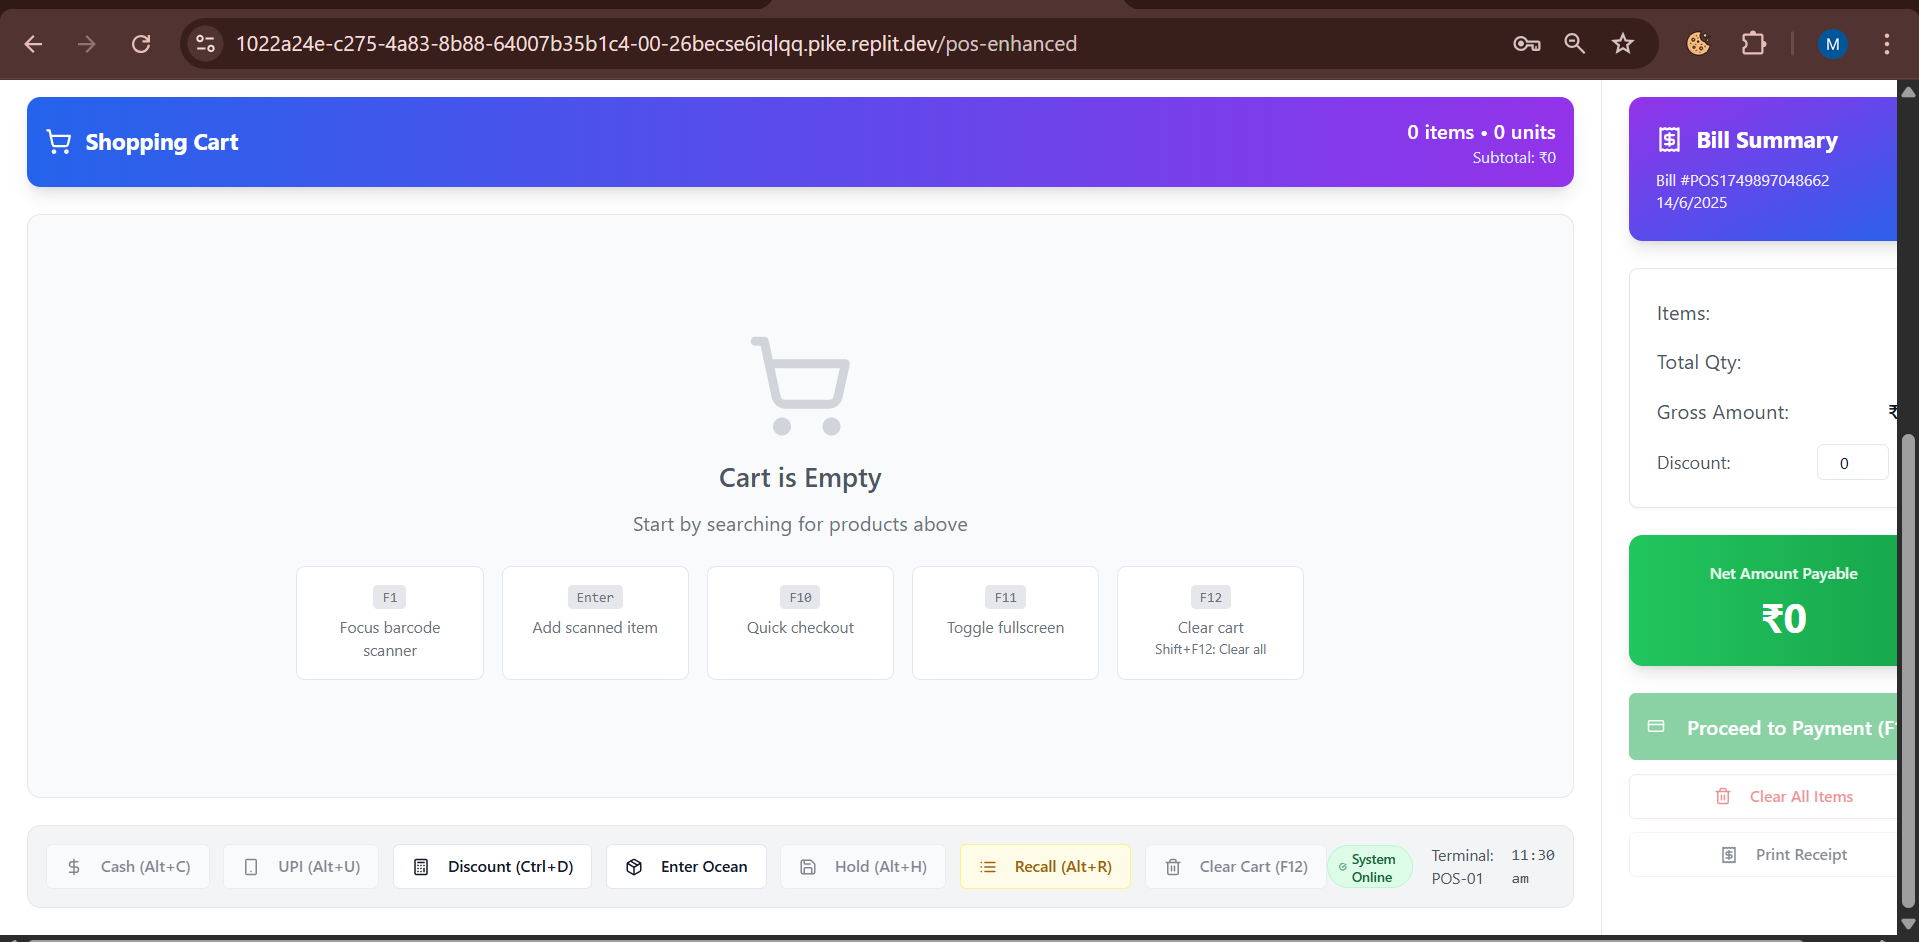 1022a24e-c275-4a83-8b88-64007b35b1c4-00-26becse6iqlqq.pike.replit.dev/pos-enhanced
M
Shopping Cart
0 items • 0 units
Subtotal: ₹0
Cart is Empty
Start by searching for products above
F1
Focus barcode
scanner
Enter
Add scanned item
F10
Quick checkout
F11
Toggle fullscreen
F12
Clear cart
Shift+F12: Clear all
Cash (Alt+C)
UPI (Alt+U)
Discount (Ctrl+D)
Enter Ocean
Hold (Alt+H)
Recall (Alt+R)
Clear Cart (F12)
System
Online
Terminal:
POS-01
11:30
am
Bill Summary
Bill #POS1749897048662
14/6/2025
Items:
Total Qty:
Gross Amount: ₹
Discount: 0
Net Amount Payable
₹0
Proceed to Payment (F
Clear All Items
Print Receipt